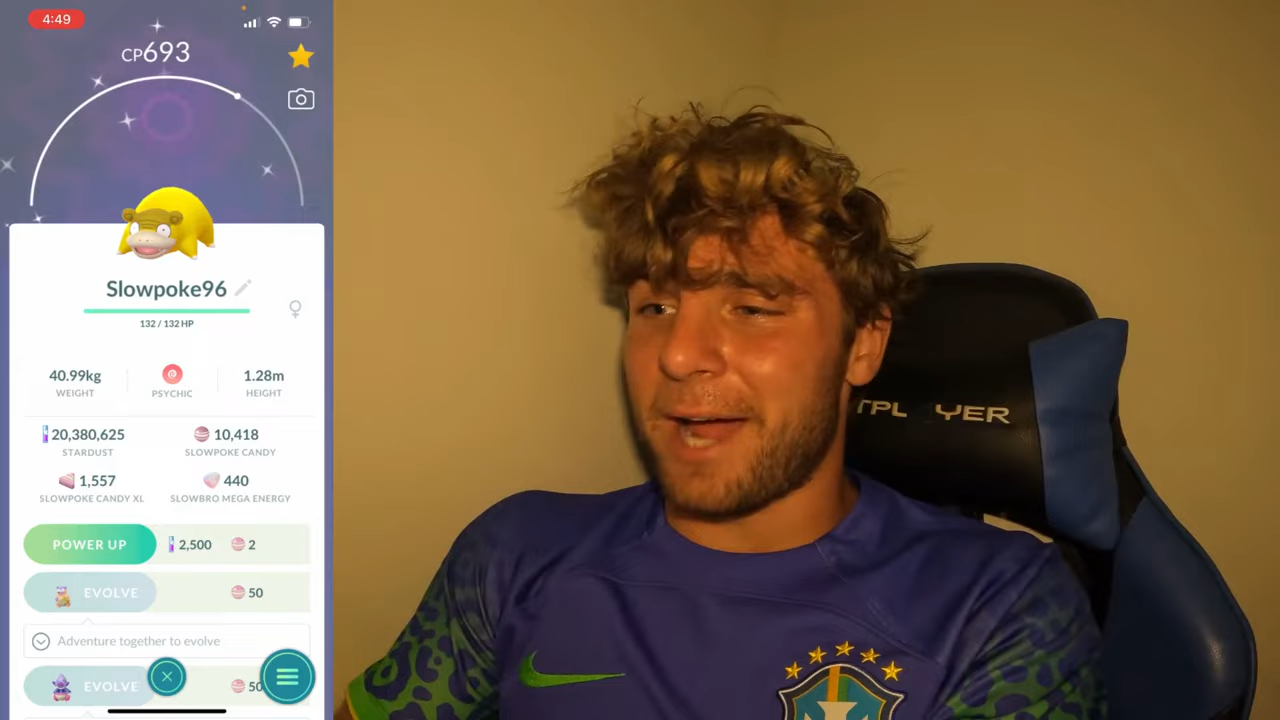 4:49
CP693
Slowpoke96
132 / 132 HP
40.99kg
WEIGHT
PSYCHIC
1.28m
HEIGHT
20,380,625
STARDUST
10,418
SLOWPOKE CANDY
1,557
SLOWPOKE CANDY XL
440
SLOWBRO MEGA ENERGY
POWER UP 2,500 2
EVOLVE 50
Adventure together to evolve
EVOLVE 50
TPL YER